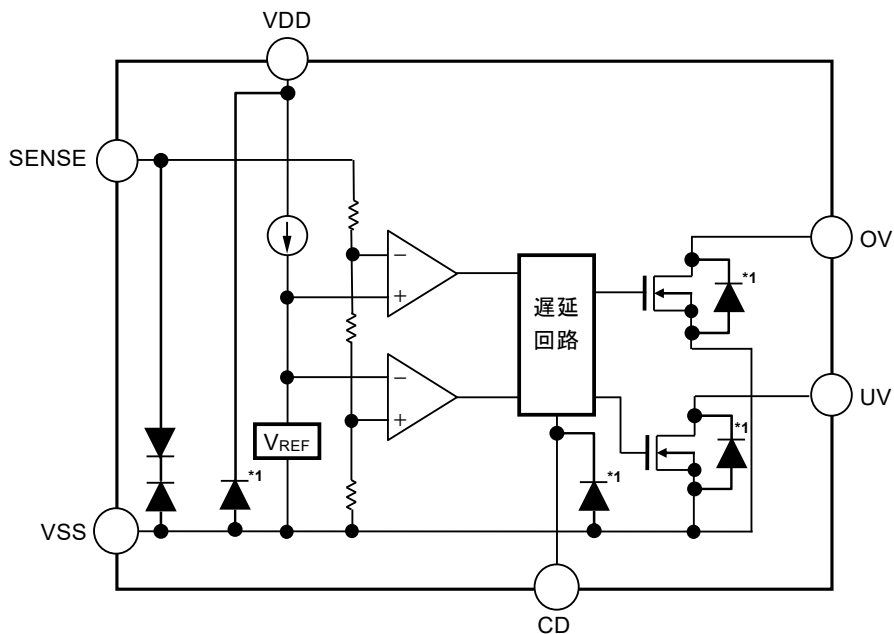 VDD
SENSE
OV
*1
−
+
遅延
回路
−
+
UV
*1
VREF
*1
*1
VSS
CD